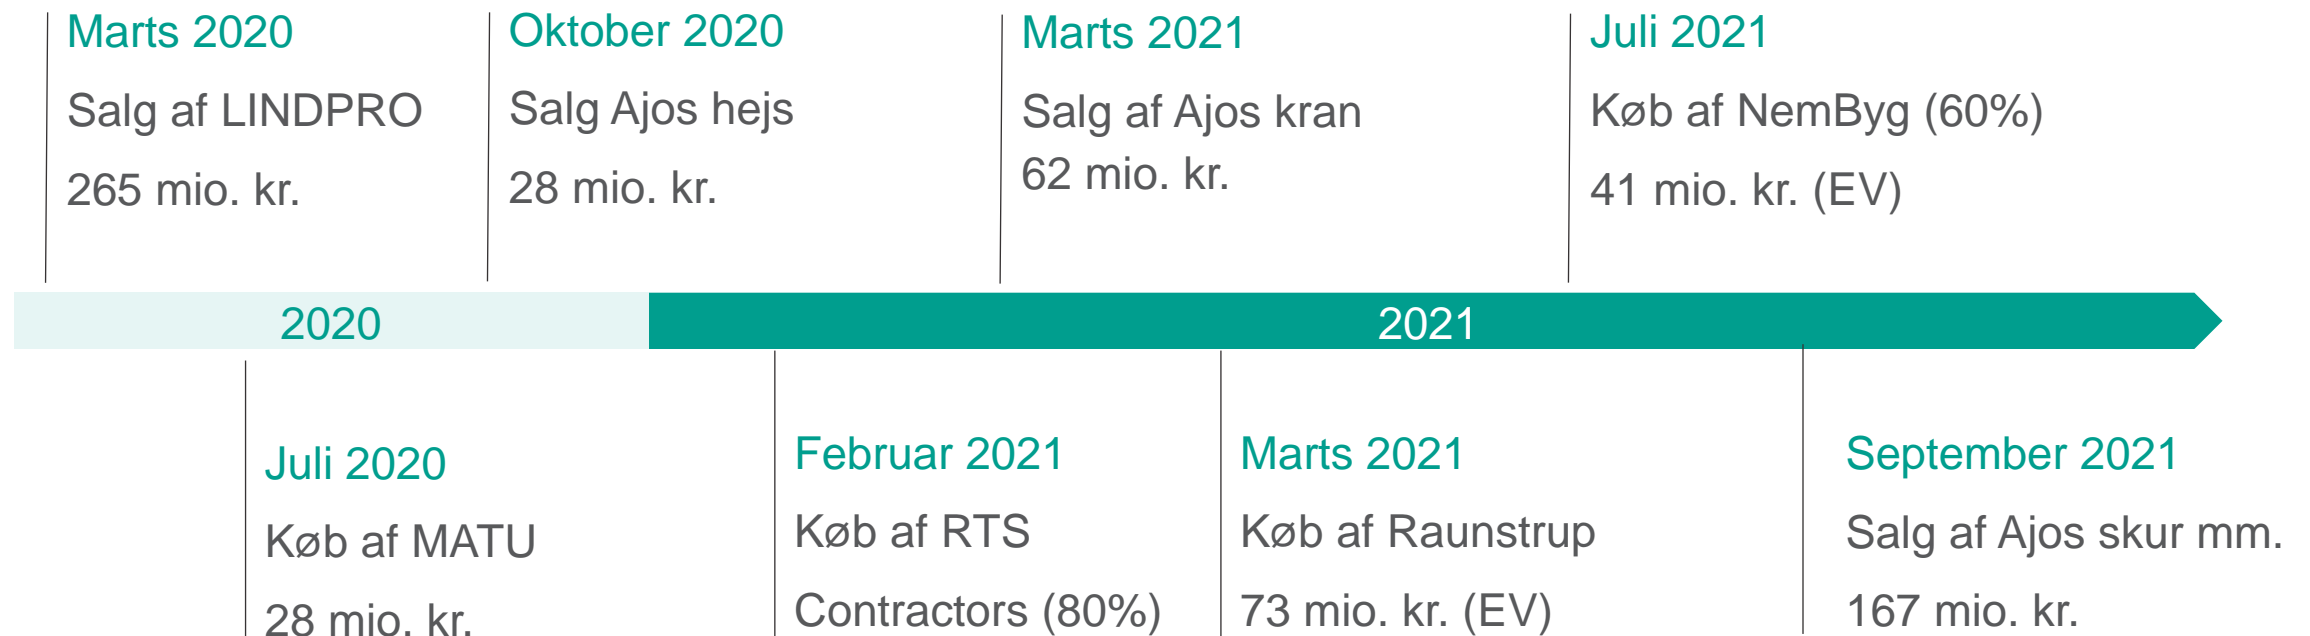 Marts 2020
Salg af LINDPRO
265 mio. kr.
Oktober 2020
Salg Ajos hejs
28 mio. kr.
Marts 2021
Salg af Ajos kran
62 mio. kr.
Juli 2021
Køb af NemByg (60%)
41 mio. kr. (EV)
2020
2021
Juli 2020
Køb af MATU
28 mio. kr.
Februar 2021
Køb af RTS
Contractors (80%)
Marts 2021
Køb af Raunstrup
73 mio. kr. (EV)
September 2021
Salg af Ajos skur mm.
167 mio. kr.